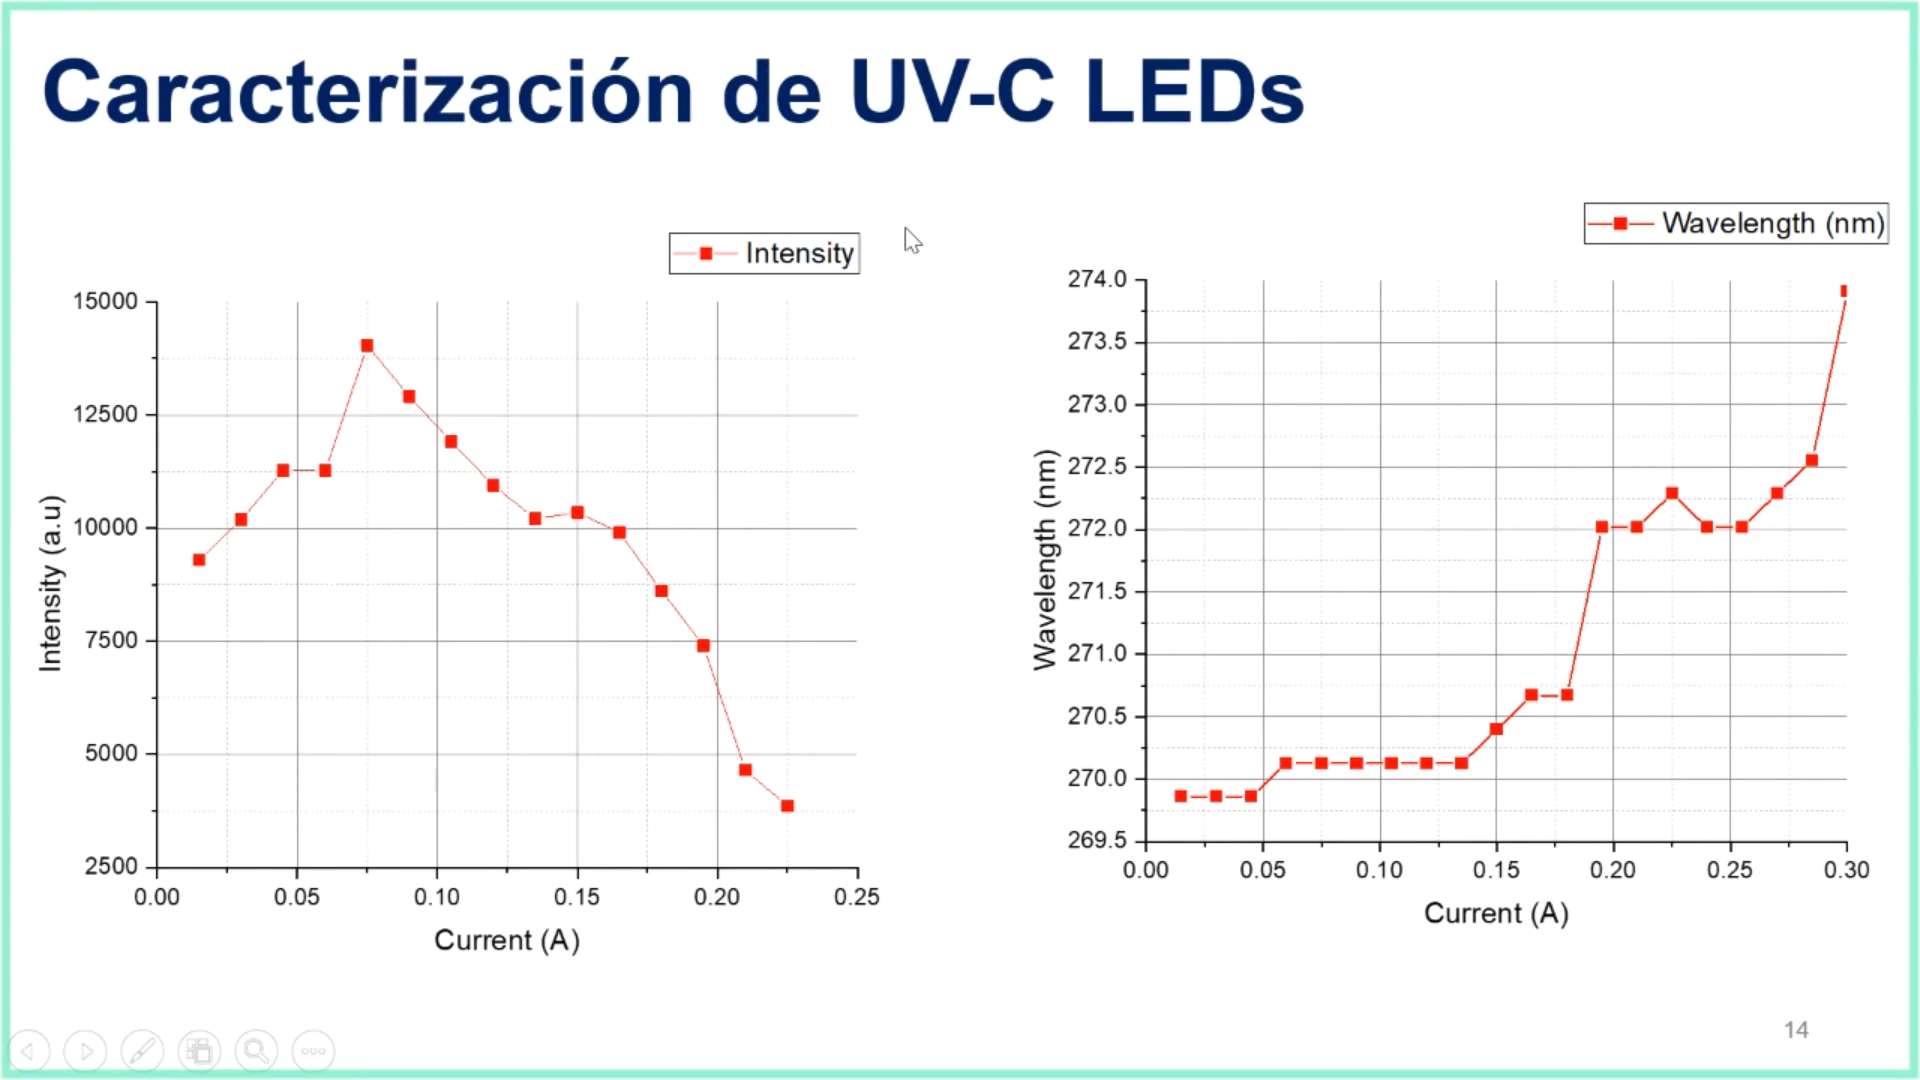 Caracterización de UV-C LEDs
Intensity
15000
12500
10000
7500
5000
2500
Intensity (a.u)
0.00 0.05 0.10 0.15 0.20 0.25
Current (A)
Wavelength (nm)
274.0
273.5
273.0
272.5
272.0
271.5
271.0
270.5
270.0
269.5
Wavelength (nm)
0.00 0.05 0.10 0.15 0.20 0.25 0.30
Current (A)
14